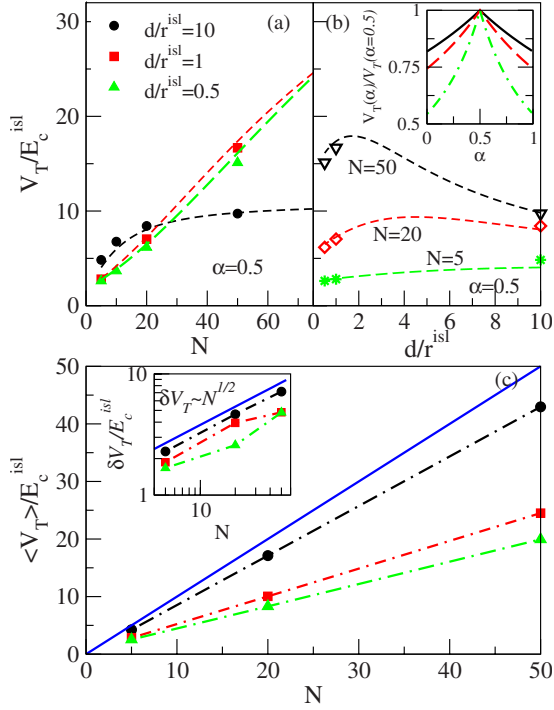 V_T/E_c^isl
30
20
10
0
0
20
40
60
N
(a)
d/r^isl=10
d/r^isl=1
d/r^isl=0.5
α=0.5
(b)
V_T(α)/V_T(α=0.5)
1
0.75
0.5
0
0.5
1
α
N=50
N=20
N=5
α=0.5
0
2
4
6
8
10
d/r^isl
(c)
<V_T>/E_c^isl
50
40
30
20
10
0
0
10
20
30
40
50
N
δV_T/E_c^isl
10
1
δV_T~N^1/2
10
N